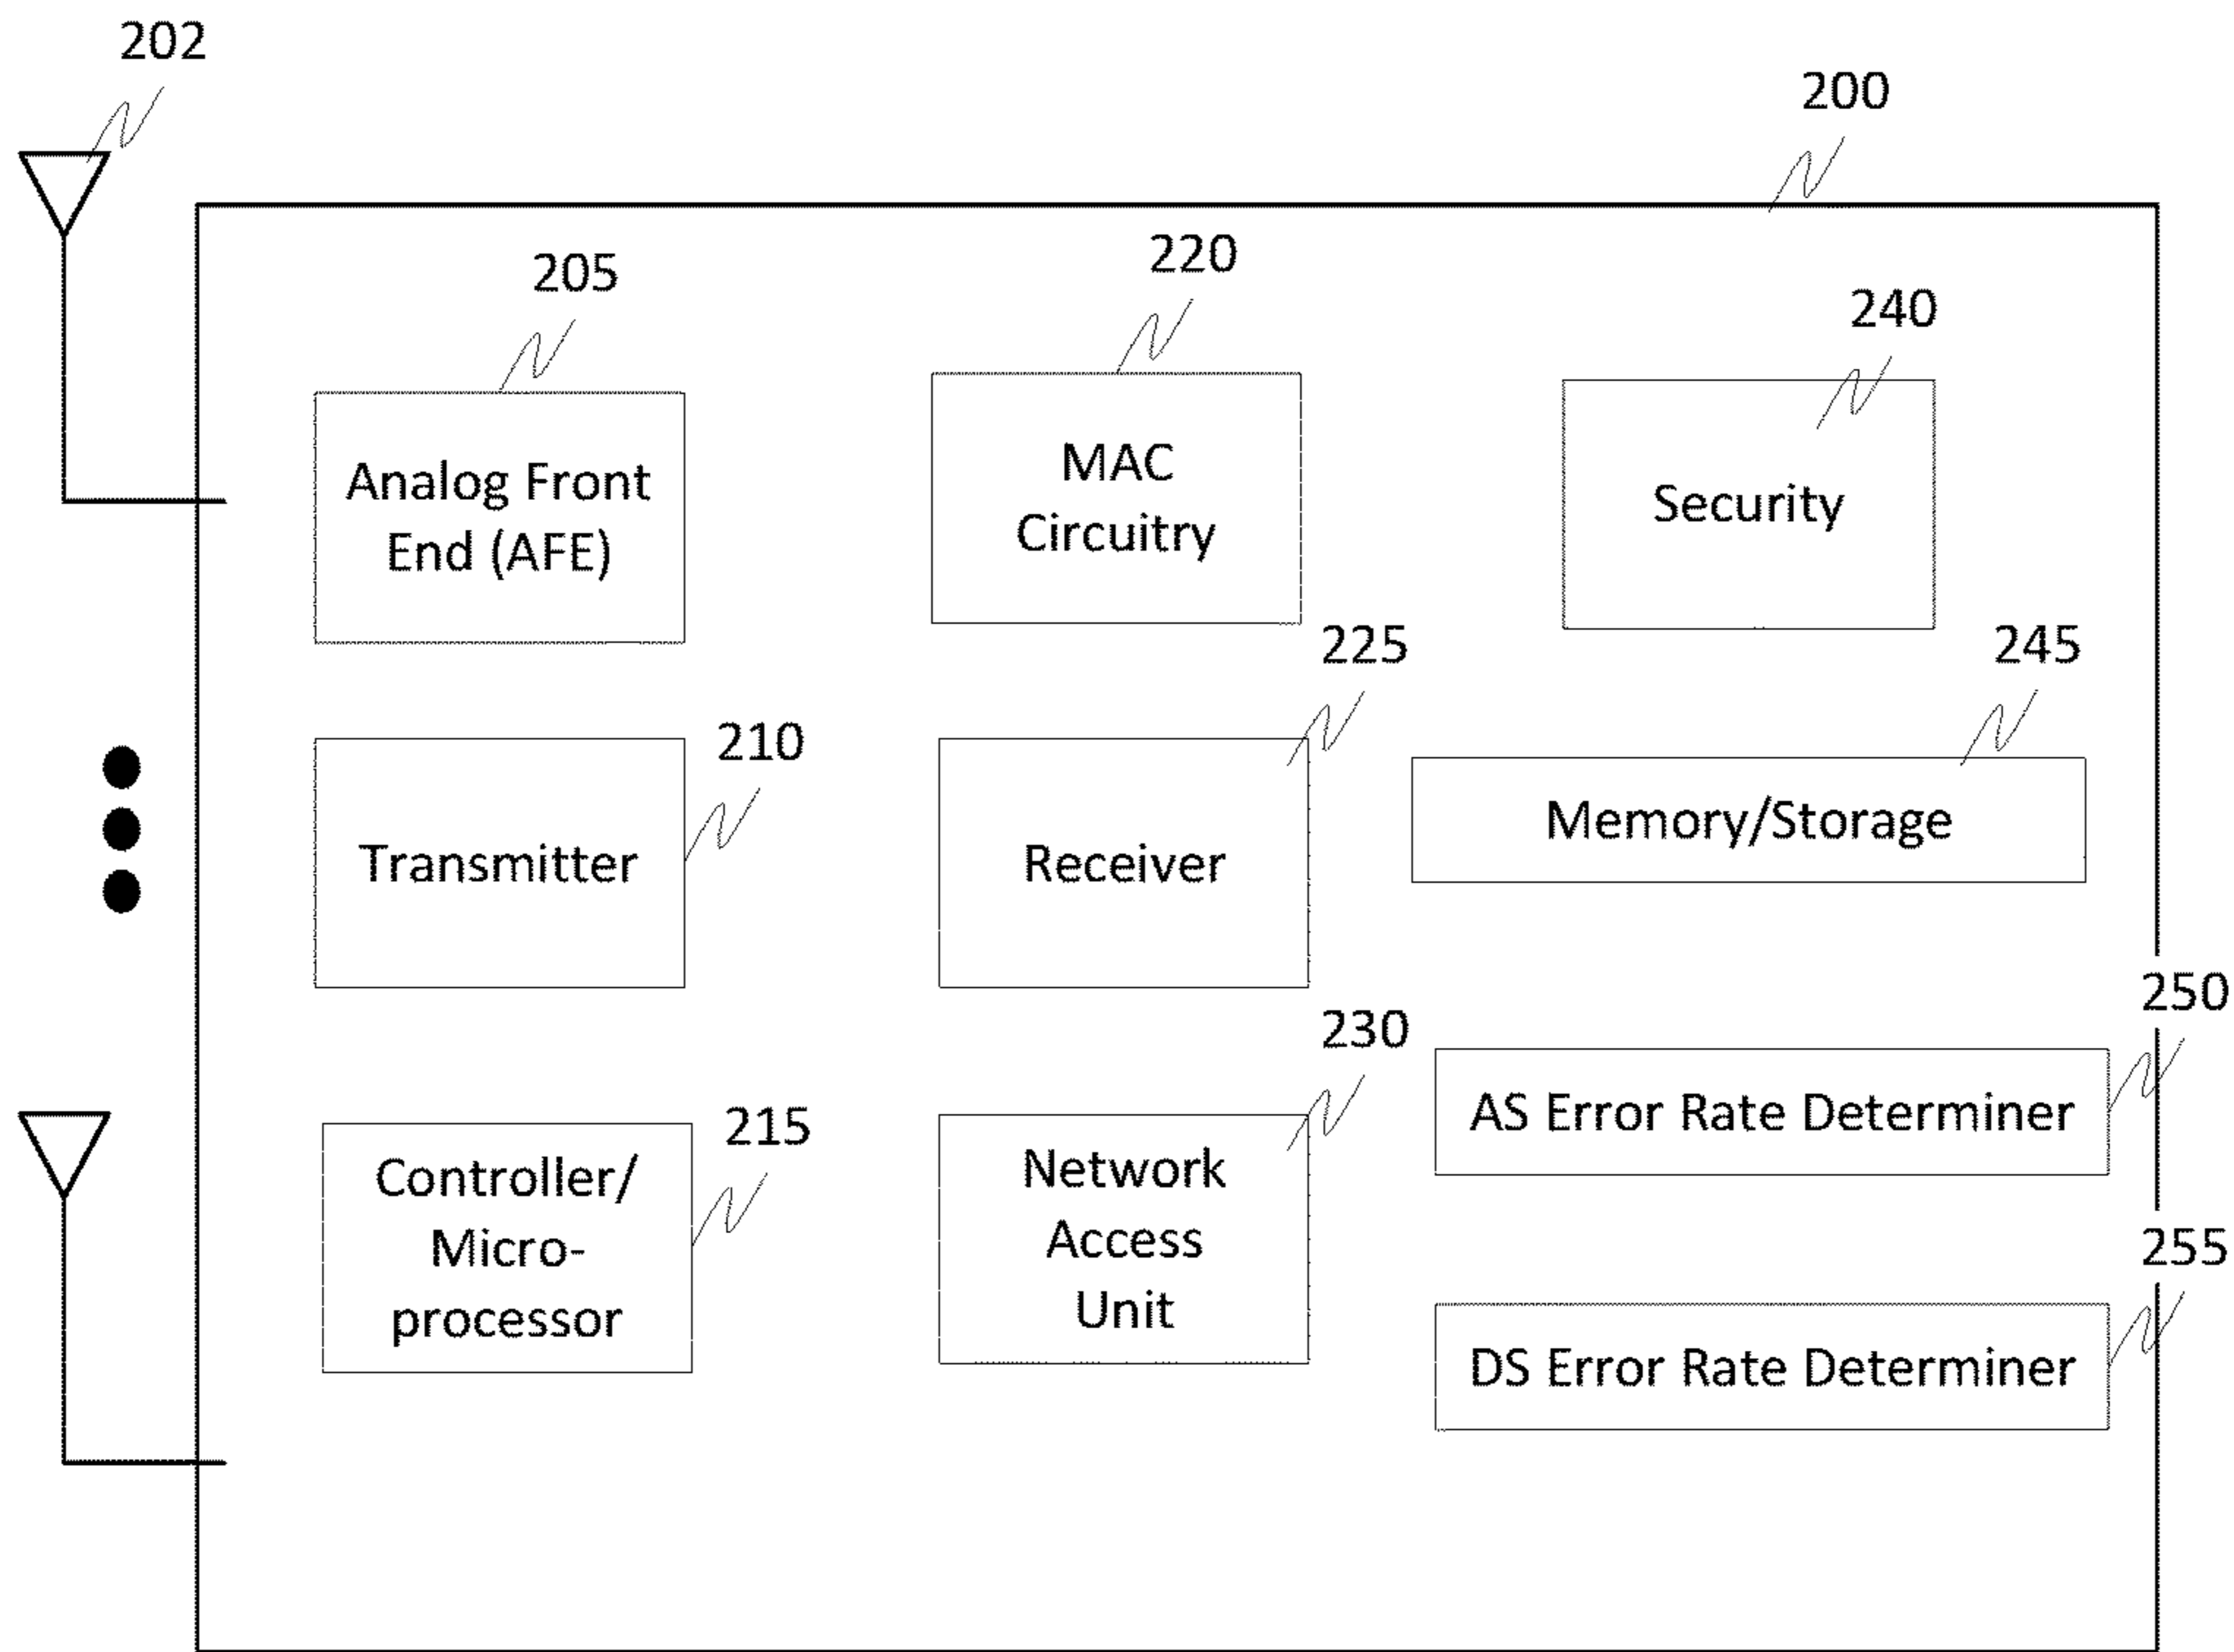 202
200
205
220
240
Analog Front
End (AFE)
MAC
Circuitry
Security
225
245
210
Transmitter
Receiver
Memory/Storage
250
230
215
Controller/
Micro-
processor
Network
Access
Unit
AS Error Rate Determiner
255
DS Error Rate Determiner